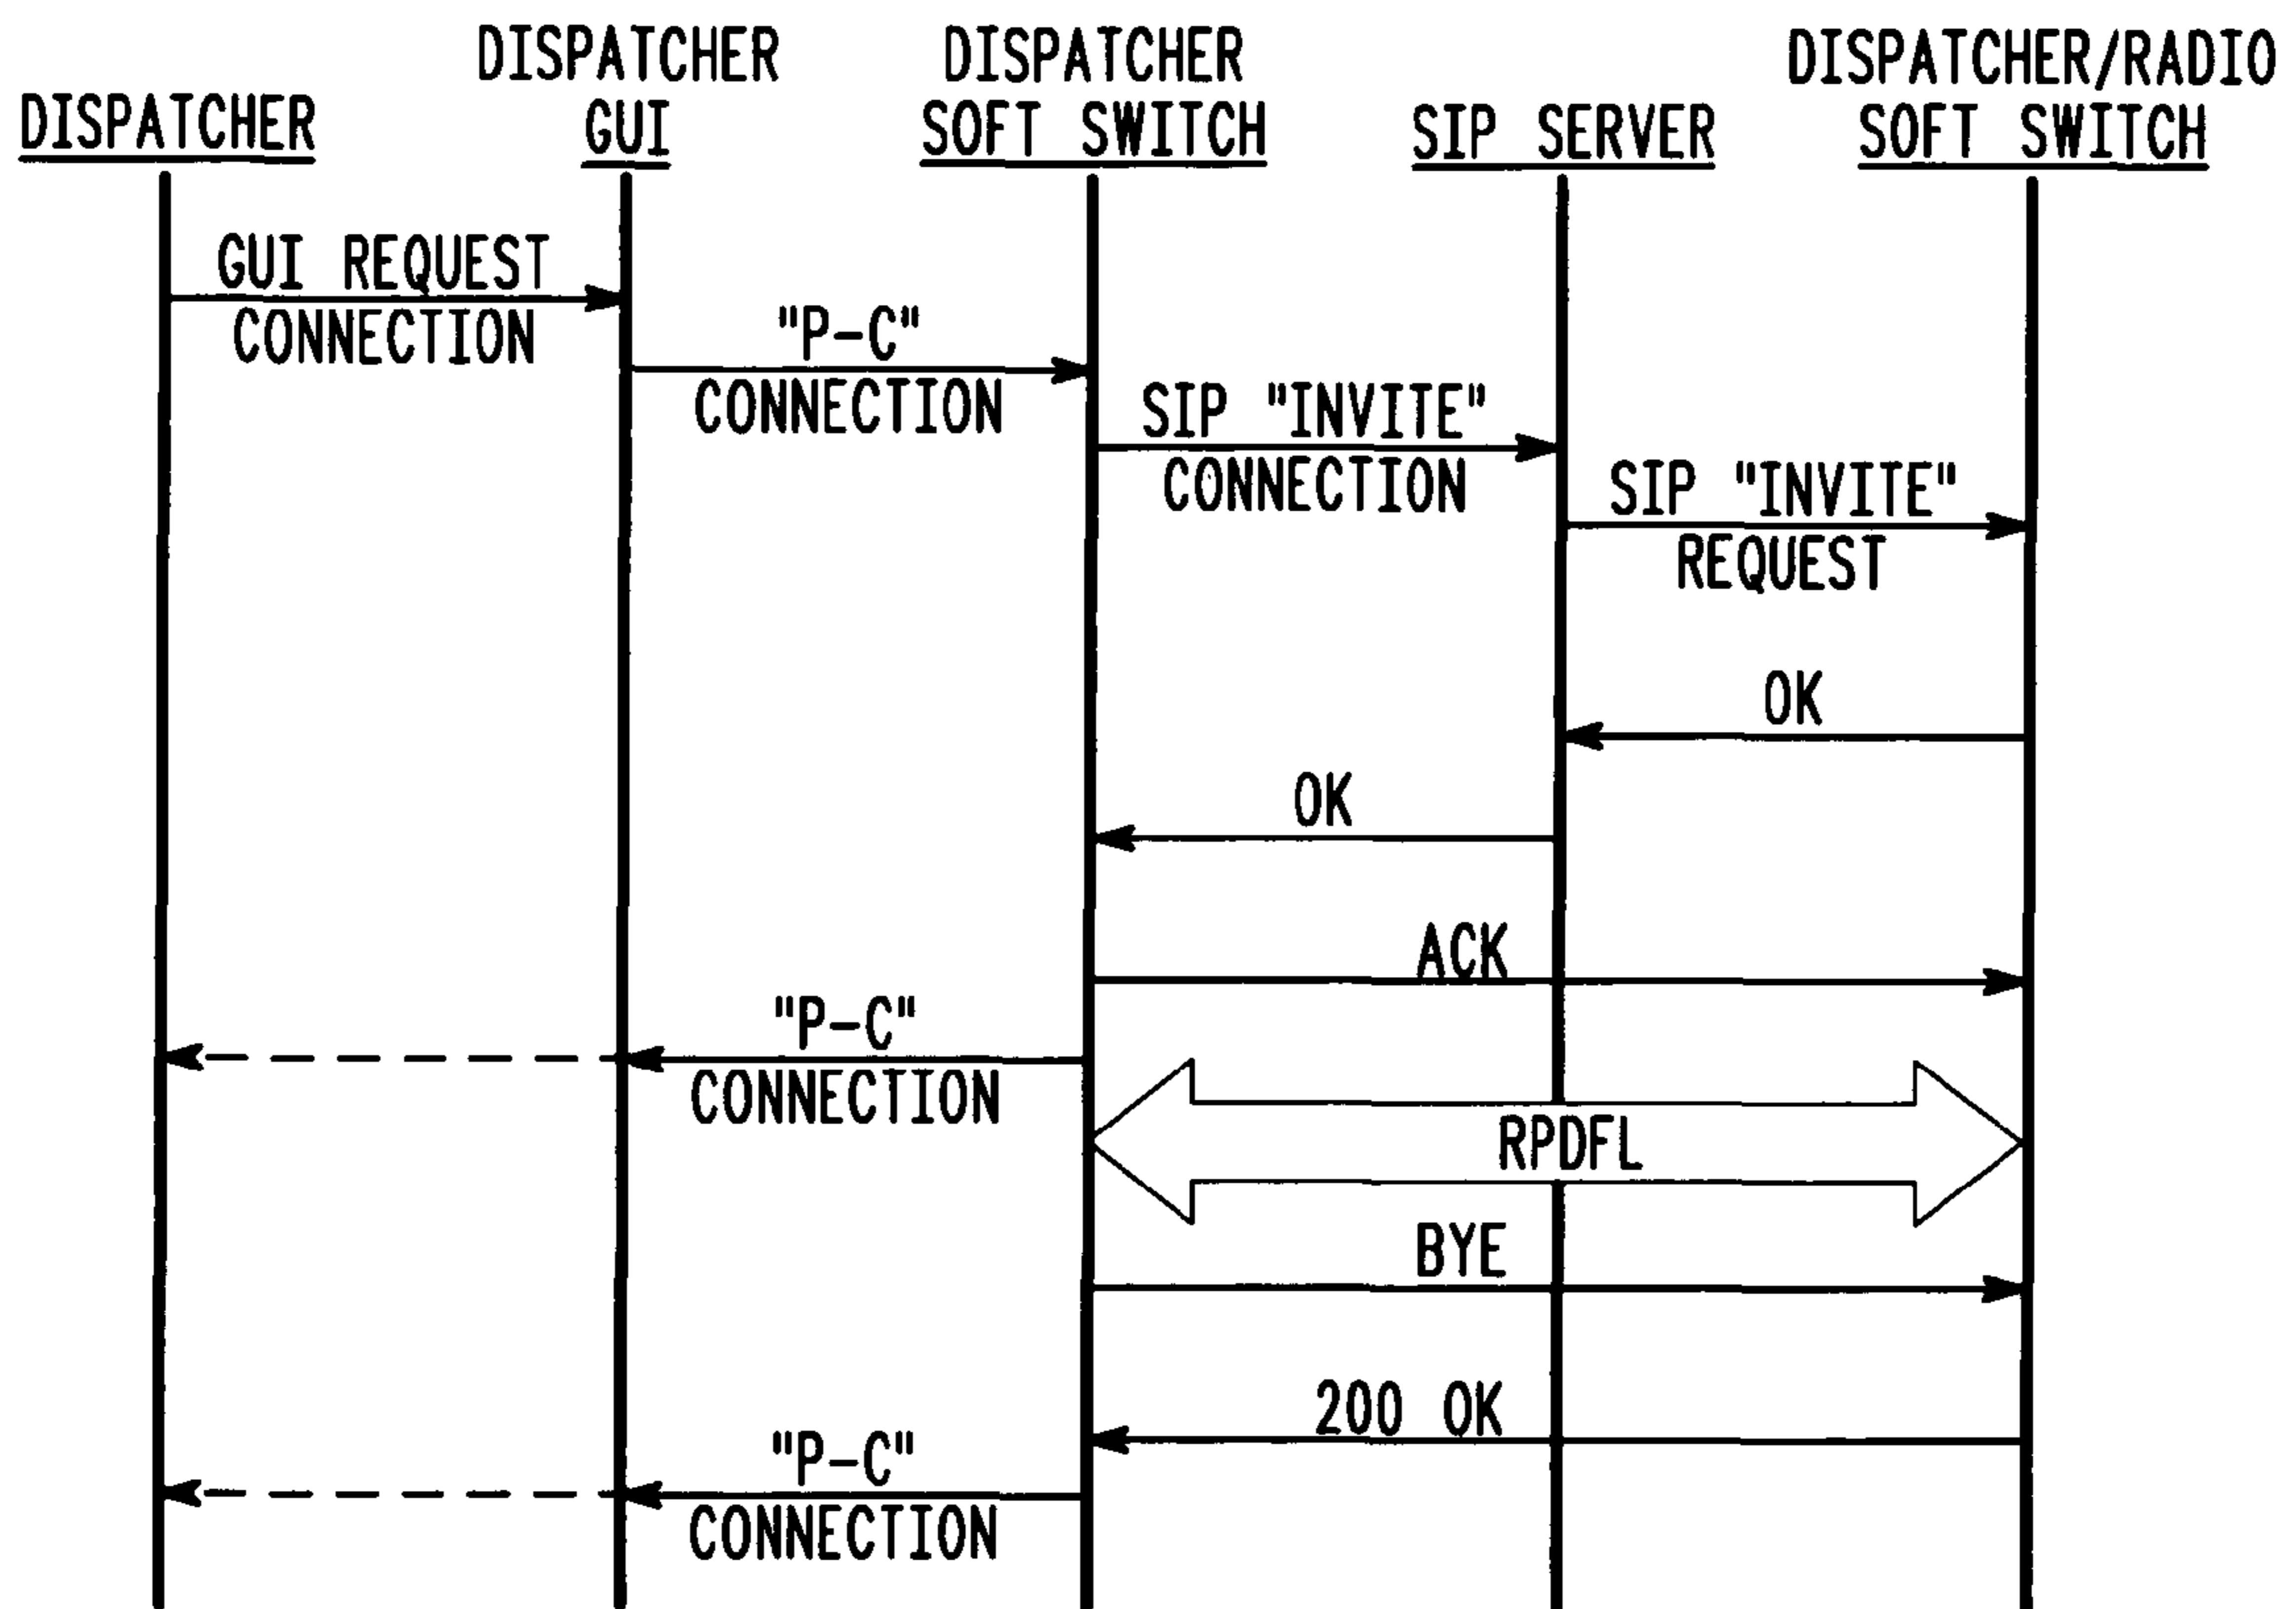 DISPATCHER
DISPATCHER
GUI
DISPATCHER
SOFT SWITCH
SIP SERVER
DISPATCHER/RADIO
SOFT SWITCH
GUI REQUEST
CONNECTION
"P-C"
CONNECTION
SIP "INVITE"
CONNECTION
SIP "INVITE"
REQUEST
OK
OK
ACK
"P-C"
CONNECTION
RPDFL
BYE
200 OK
"P-C"
CONNECTION